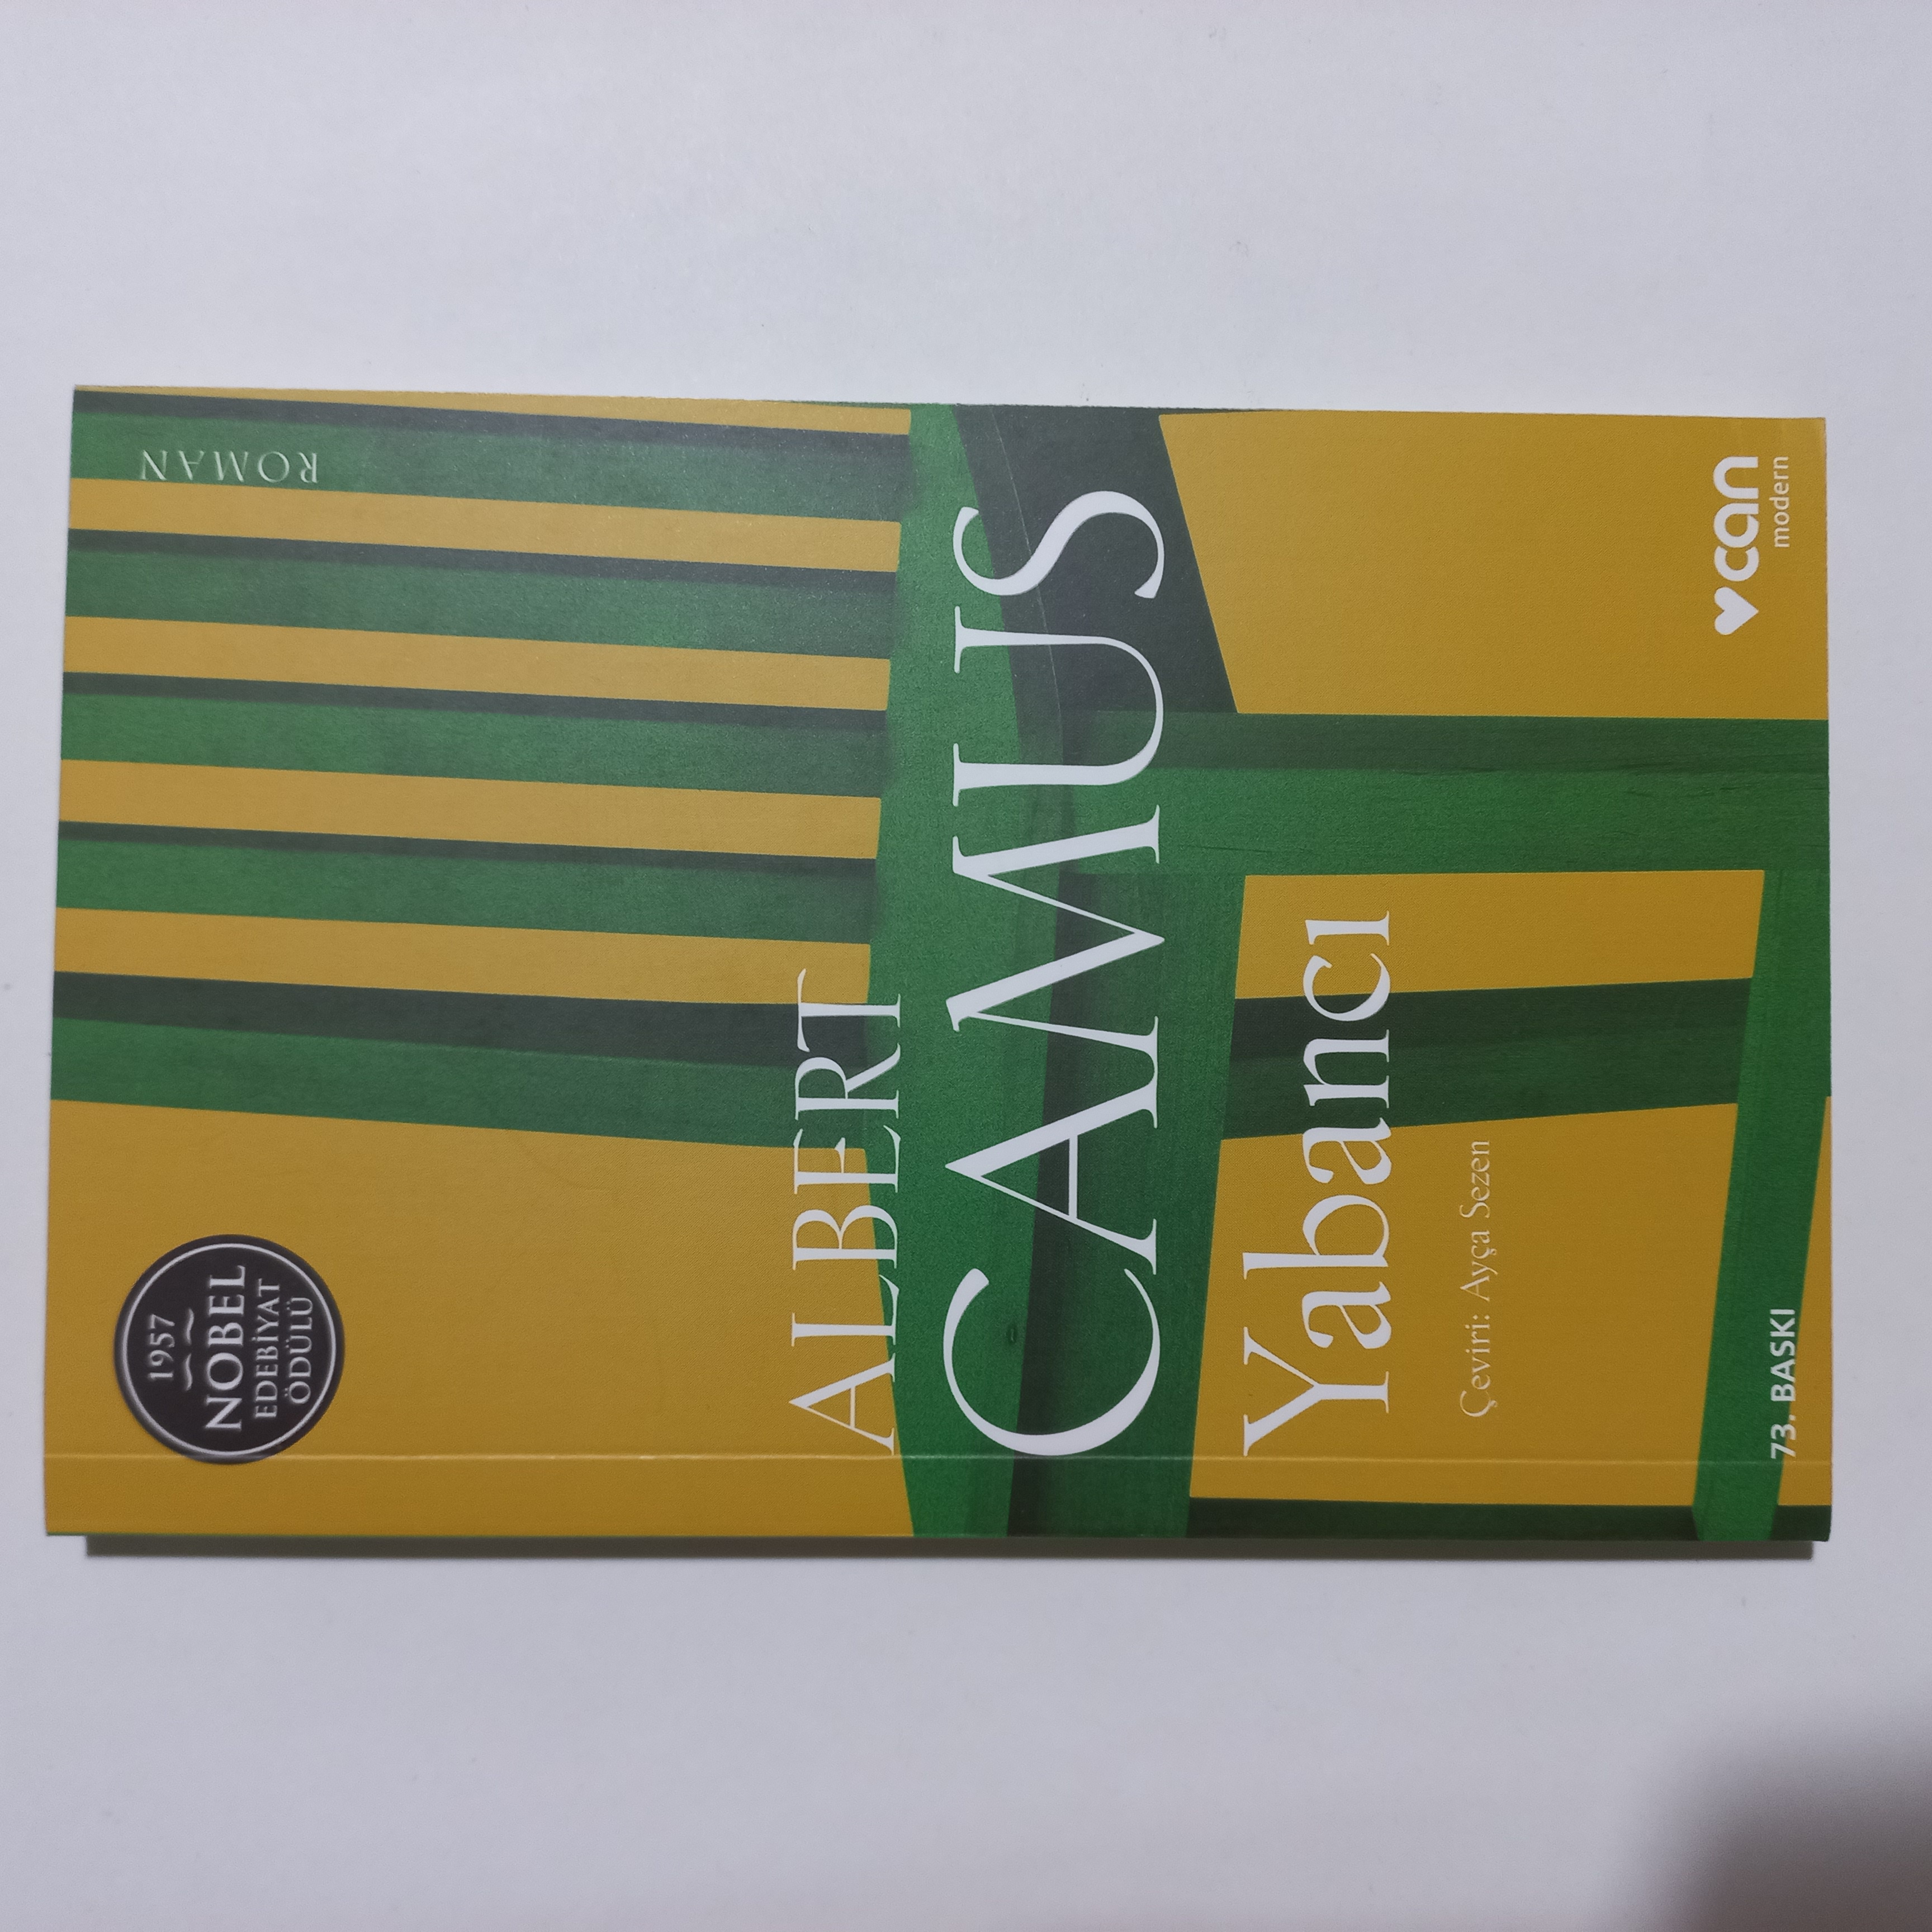 1957
NOBEL
EDEBİYAT
ÖDÜLÜ
ROMAN
ALBERT
CAMUS
Yabancı
Çeviri: Ayça Sezen
73. BASKI
can
modern